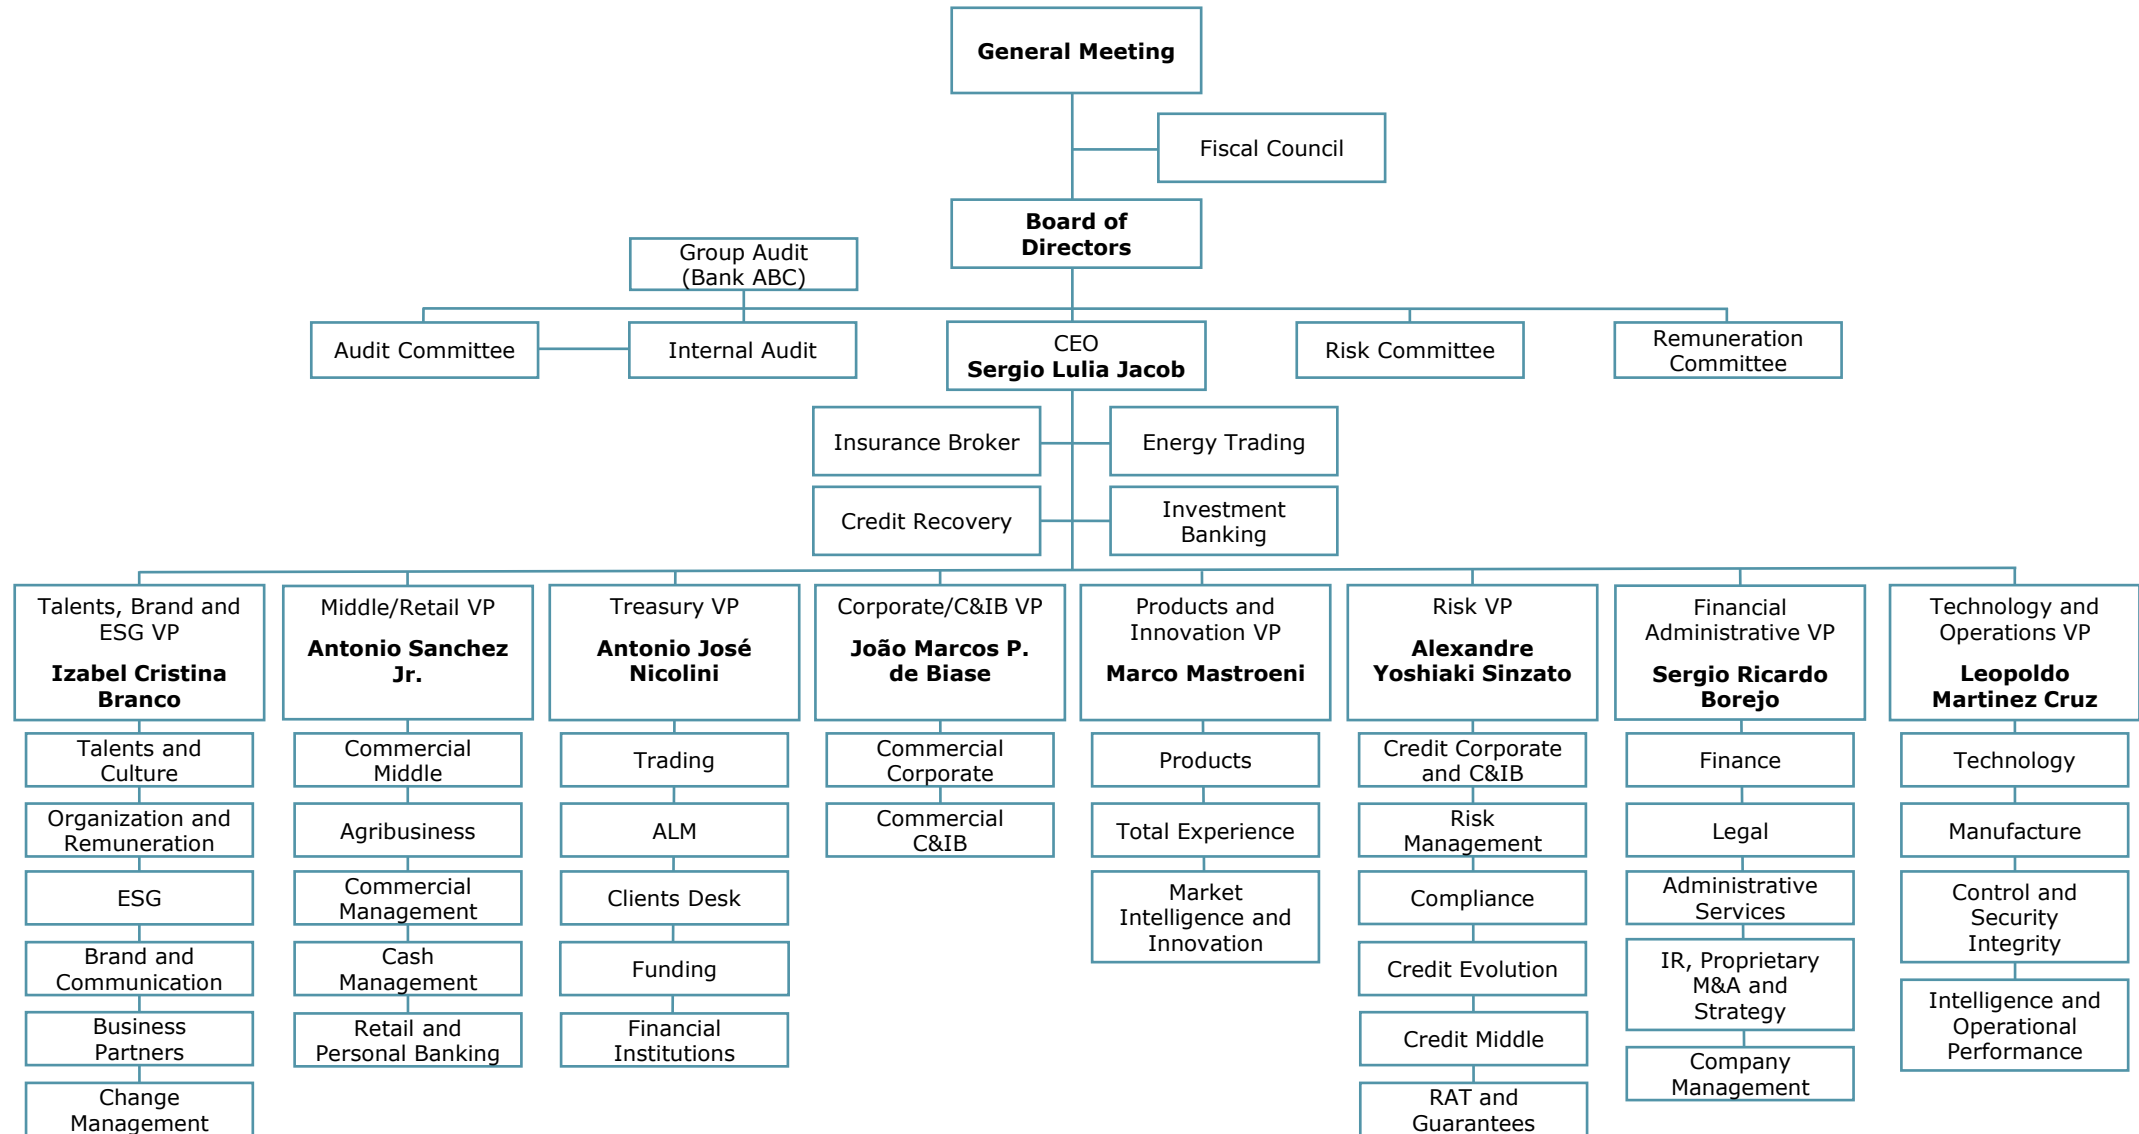 General Meeting
Fiscal Council
Board of
Directors
Group Audit
(Bank ABC)
Audit Committee
Internal Audit
CEO
Sergio Lulia Jacob
Risk Committee
Remuneration
Committee
Insurance Broker
Energy Trading
Credit Recovery
Investment
Banking
Talents, Brand and
ESG VP
Izabel Cristina
Branco
Talents and
Culture
Organization and
Remuneration
ESG
Brand and
Communication
Business
Partners
Change
Management
Middle/Retail VP
Antonio Sanchez
Jr.
Commercial
Middle
Agribusiness
Commercial
Management
Cash
Management
Retail and
Personal Banking
Treasury VP
Antonio José
Nicolini
Trading
ALM
Clients Desk
Funding
Financial
Institutions
Corporate/C&IB VP
João Marcos P.
de Biase
Commercial
Corporate
Commercial
C&IB
Products and
Innovation VP
Marco Mastroeni
Products
Total Experience
Market
Intelligence and
Innovation
Risk VP
Alexandre
Yoshiaki Sinzato
Credit Corporate
and C&IB
Risk
Management
Compliance
Credit Evolution
Credit Middle
RAT and
Guarantees
Financial
Administrative VP
Sergio Ricardo
Borejo
Finance
Legal
Administrative
Services
IR, Proprietary
M&A and
Strategy
Company
Management
Technology and
Operations VP
Leopoldo
Martinez Cruz
Technology
Manufacture
Control and
Security
Integrity
Intelligence and
Operational
Performance